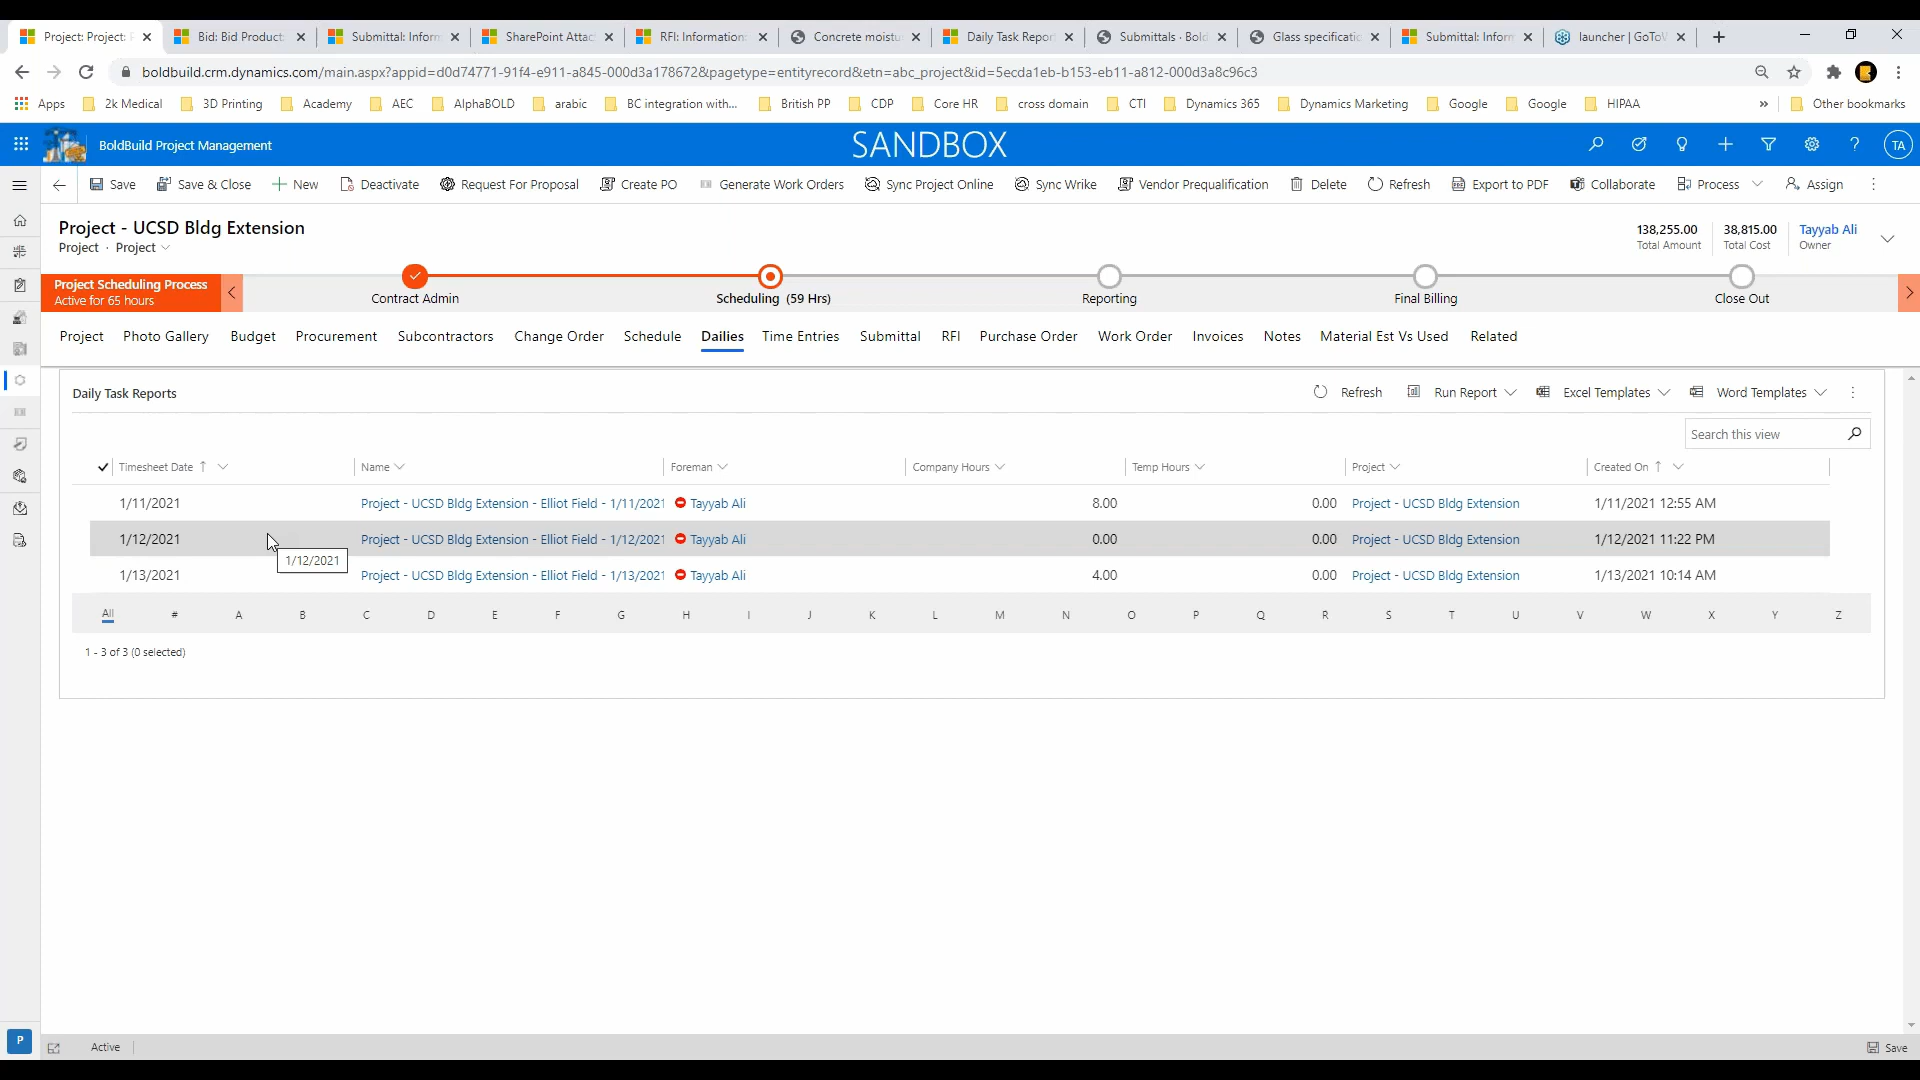 Project: Project: P
Bid: Bid Product:
Submittal: Inform
SharePoint Attac
RFI: Information:
Concrete moistu
Daily Task Repor
Submittals · Bold
Glass specificatio
Submittal: Inform
launcher | GoToV
boldbuild.crm.dynamics.com/main.aspx?appid=d0d74771-91f4-e911-a845-000d3a178672&pagetype=entityrecord&etn=abc_project&id=5ecda1eb-b153-eb11-a812-000d3a8c96c3
Apps 2k Medical 3D Printing Academy AEC AlphaBOLD arabic BC integration with... British PP CDP Core HR cross domain CTI Dynamics 365 Dynamics Marketing Google Google HIPAA » Other bookmarks
BoldBuild Project Management
SANDBOX
TA
Save Save & Close New Deactivate Request For Proposal Create PO Generate Work Orders Sync Project Online Sync Wrike Vendor Prequalification Delete Refresh Export to PDF Collaborate Process Assign
Project - UCSD Bldg Extension
Project · Project
138,255.00
Total Amount
38,815.00
Total Cost
Tayyab Ali
Owner
Project Scheduling Process
Active for 65 hours
Contract Admin
Scheduling (59 Hrs)
Reporting
Final Billing
Close Out
Project Photo Gallery Budget Procurement Subcontractors Change Order Schedule Dailies Time Entries Submittal RFI Purchase Order Work Order Invoices Notes Material Est Vs Used Related
Daily Task Reports
Refresh Run Report Excel Templates Word Templates
Search this view
Timesheet Date Name Foreman Company Hours Temp Hours Project Created On
1/11/2021 Project - UCSD Bldg Extension - Elliot Field - 1/11/2021 Tayyab Ali 8.00 0.00 Project - UCSD Bldg Extension 1/11/2021 12:55 AM
1/12/2021 Project - UCSD Bldg Extension - Elliot Field - 1/12/2021 Tayyab Ali 0.00 0.00 Project - UCSD Bldg Extension 1/12/2021 11:22 PM
1/12/2021
1/13/2021 Project - UCSD Bldg Extension - Elliot Field - 1/13/2021 Tayyab Ali 4.00 0.00 Project - UCSD Bldg Extension 1/13/2021 10:14 AM
All # A B C D E F G H I J K L M N O P Q R S T U V W X Y Z
1 - 3 of 3 (0 selected)
P
Active
Save